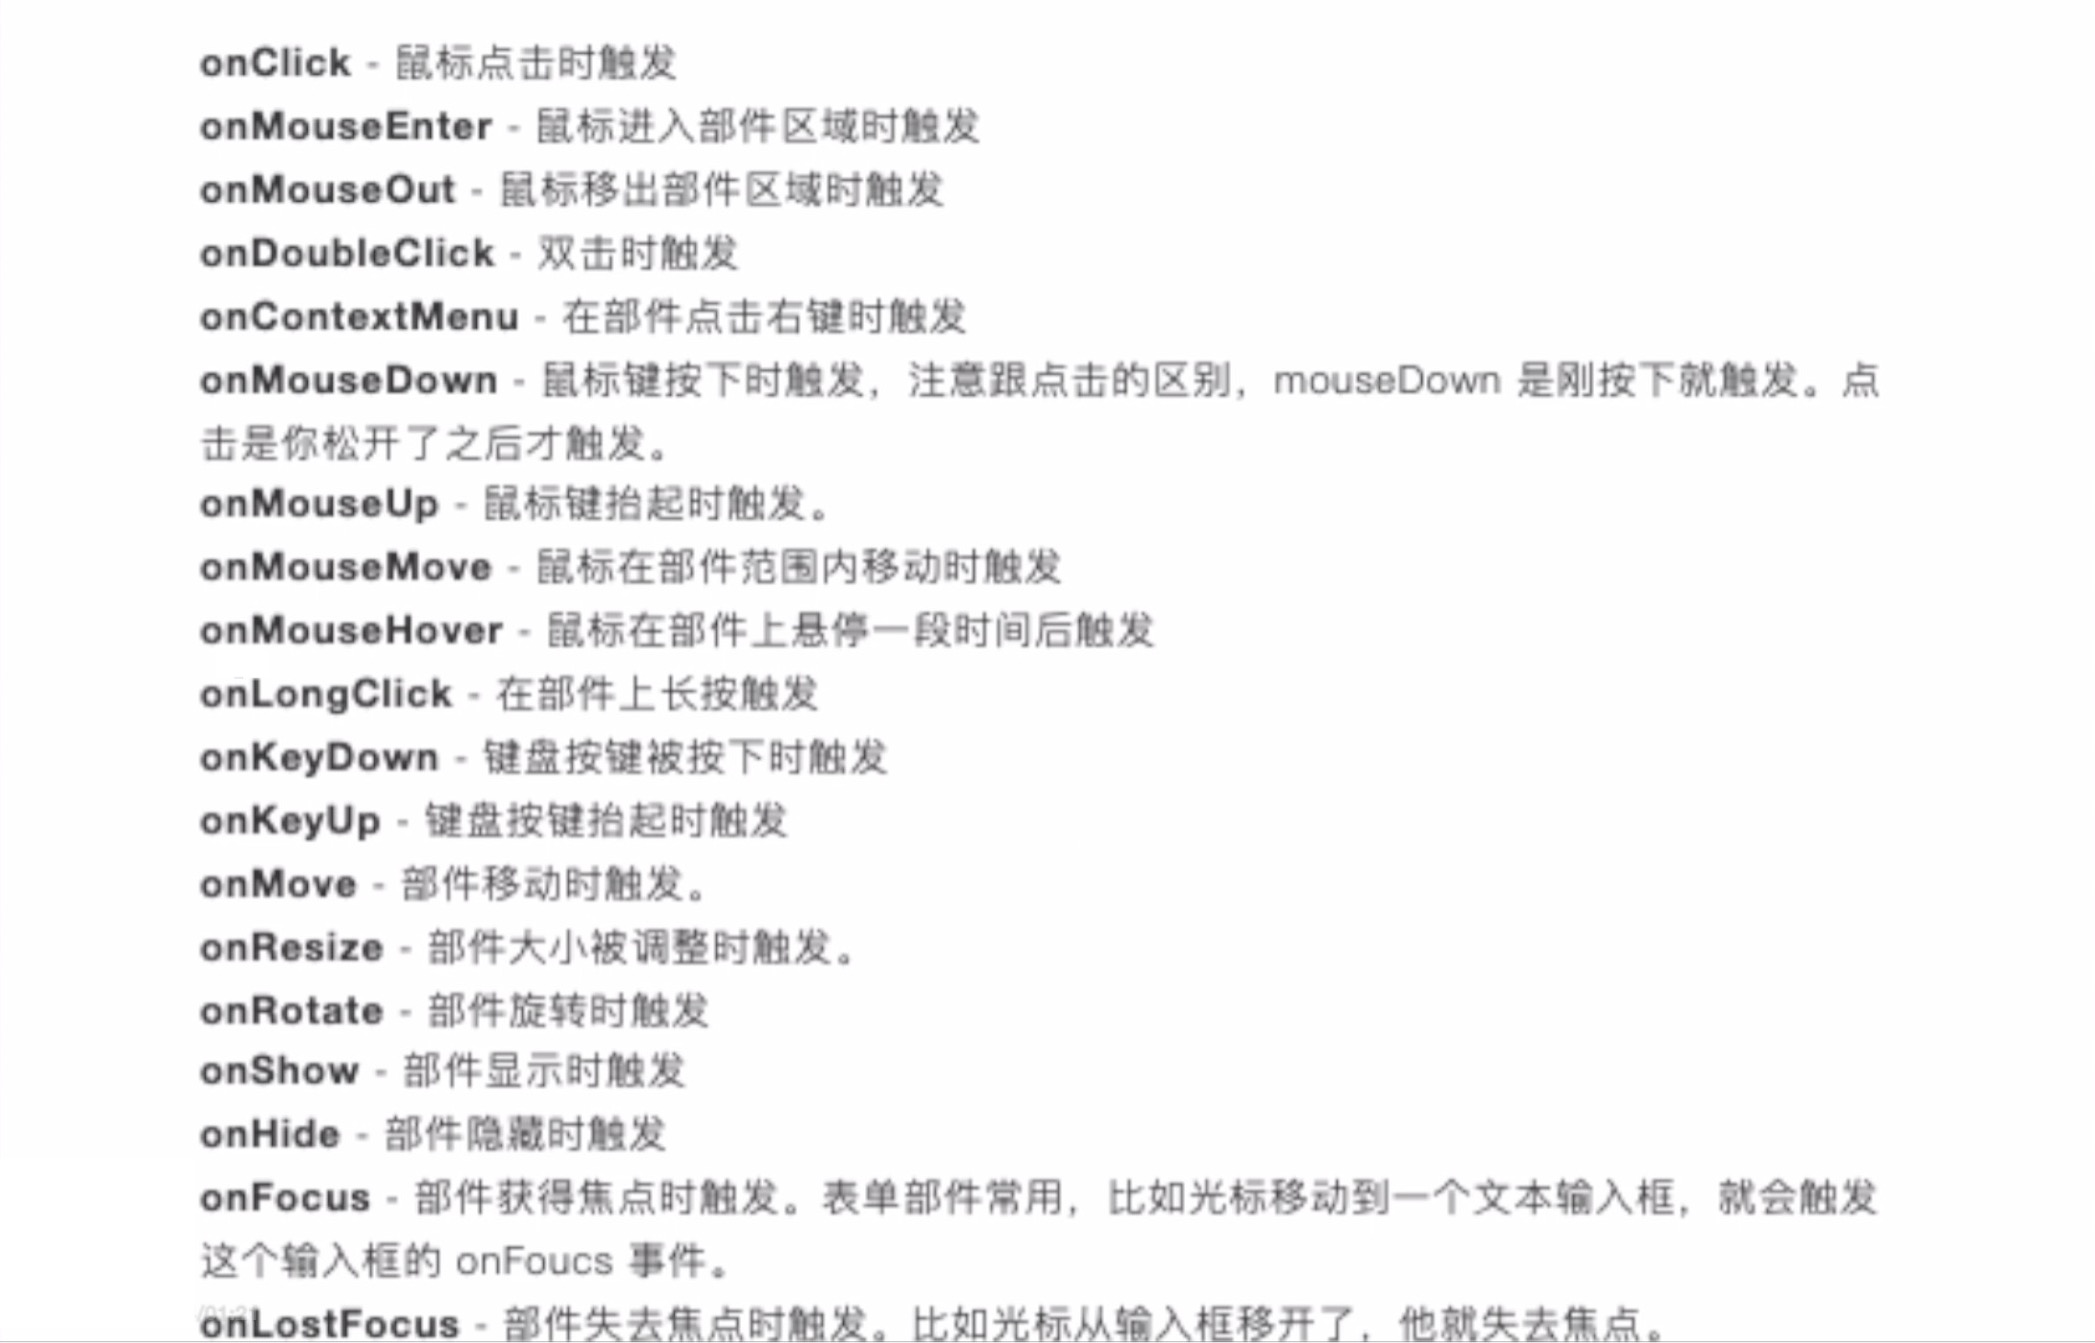 onClick - 鼠标点击时触发
onMouseEnter - 鼠标进入部件区域时触发
onMouseOut - 鼠标移出部件区域时触发
onDoubleClick - 双击时触发
onContextMenu - 在部件点击右键时触发
onMouseDown - 鼠标键按下时触发，注意跟点击的区别，mouseDown 是刚按下就触发。点
击是你松开了之后才触发。
onMouseUp - 鼠标键抬起时触发。
onMouseMove - 鼠标在部件范围内移动时触发
onMouseHover - 鼠标在部件上悬停一段时间后触发
onLongClick - 在部件上长按触发
onKeyDown - 键盘按键被按下时触发
onKeyUp - 键盘按键抬起时触发
onMove - 部件移动时触发。
onResize - 部件大小被调整时触发。
onRotate - 部件旋转时触发
onShow - 部件显示时触发
onHide - 部件隐藏时触发
onFocus - 部件获得焦点时触发。表单部件常用，比如光标移动到一个文本输入框，就会触发
这个输入框的 onFoucs 事件。
onLostFocus - 部件失去焦点时触发。比如光标从输入框移开了，他就失去焦点。